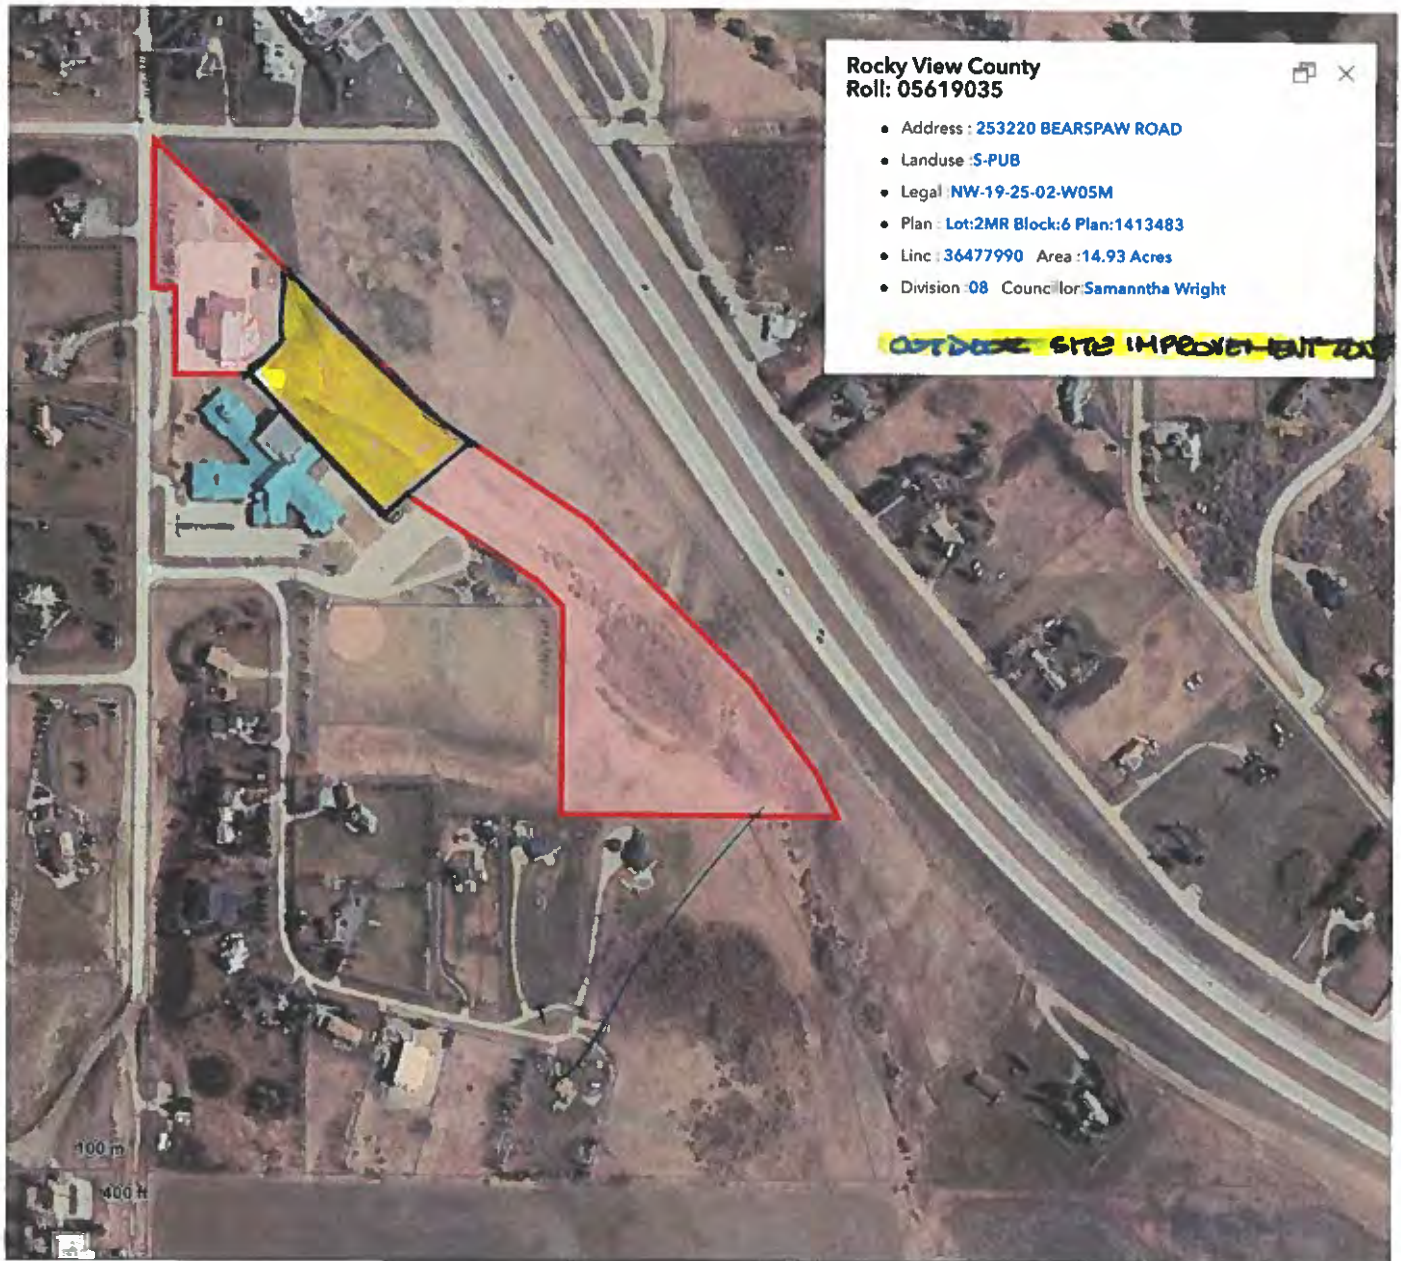 Rocky View County
Roll: 05619035
• Address : 253220 BEARSPAW ROAD
• Landuse :S-PUB
• Legal :NW-19-25-02-W05M
• Plan : Lot:2MR Block:6 Plan:1413483
• Linc : 36477990 Area :14.93 Acres
• Division :08 Councillor:Samanntha Wright
OUTDOOR SITE IMPROVEMENT ZONE
100 m
400 ft